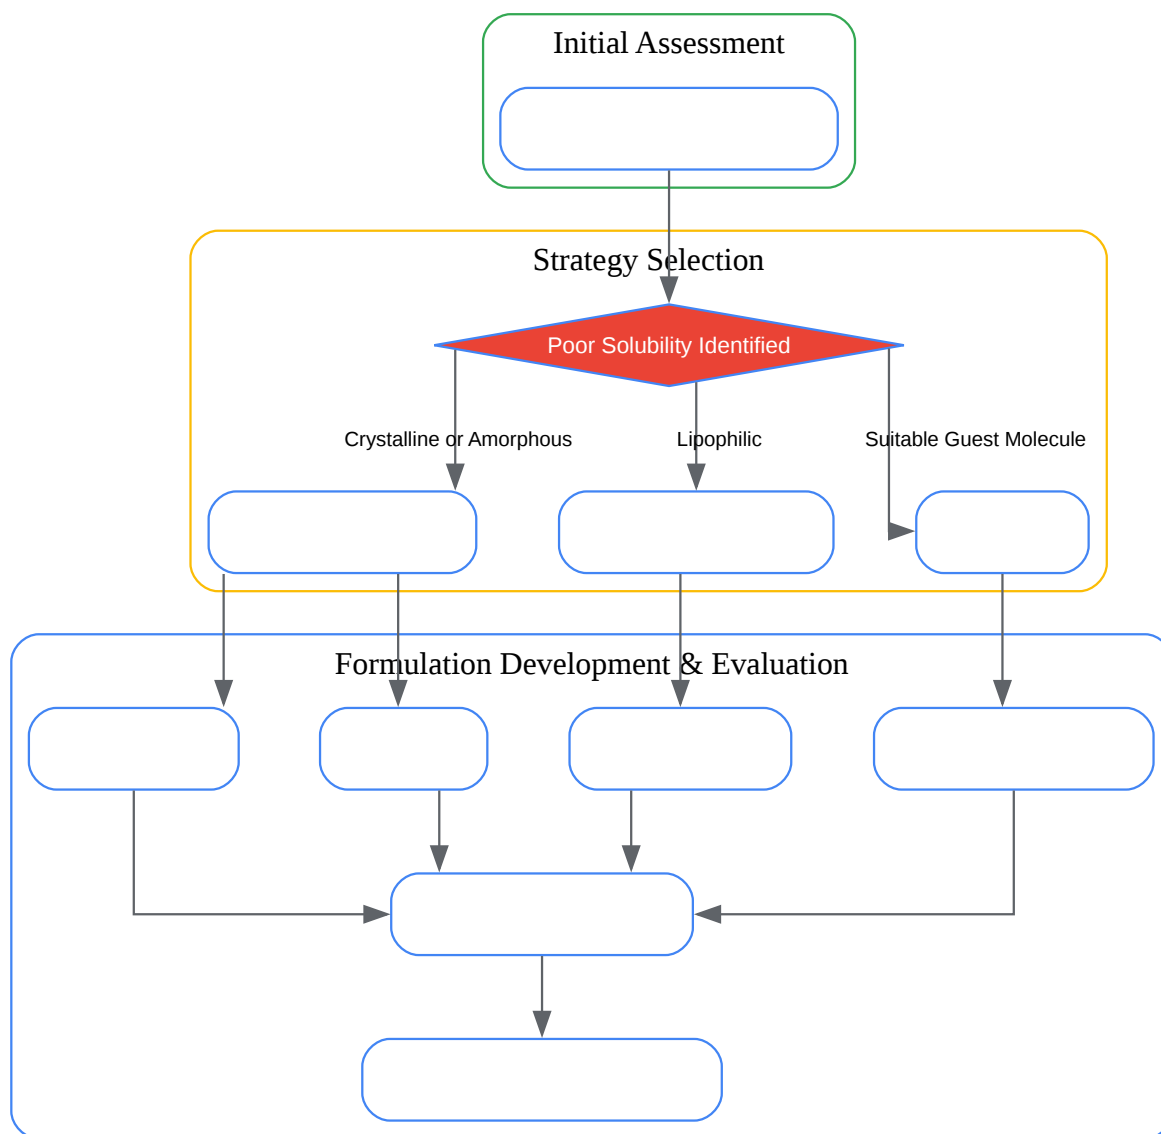 Initial Assessment
Strategy Selection
Poor Solubility Identified
Crystalline or Amorphous
Lipophilic
Suitable Guest Molecule
Formulation Development & Evaluation